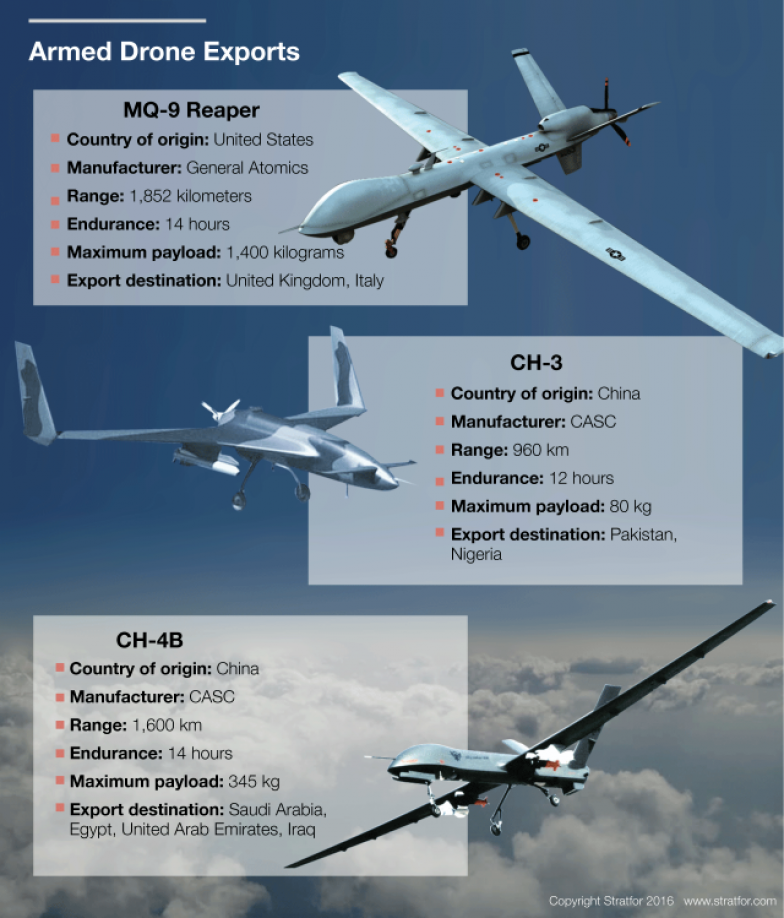 Armed Drone Exports
MQ-9 Reaper
Country of origin: United States
Manufacturer: General Atomics
Range: 1,852 kilometers
Endurance: 14 hours
Maximum payload: 1,400 kilograms
Export destination: United Kingdom, Italy
CH-3
Country of origin: China
Manufacturer: CASC
Range: 960 km
Endurance: 12 hours
Maximum payload: 80 kg
Export destination: Pakistan,
Nigeria
CH-4B
Country of origin: China
Manufacturer: CASC
Range: 1,600 km
Endurance: 14 hours
Maximum payload: 345 kg
Export destination: Saudi Arabia,
Egypt, United Arab Emirates, Iraq
Copyright Stratfor 2016 www.stratfor.com